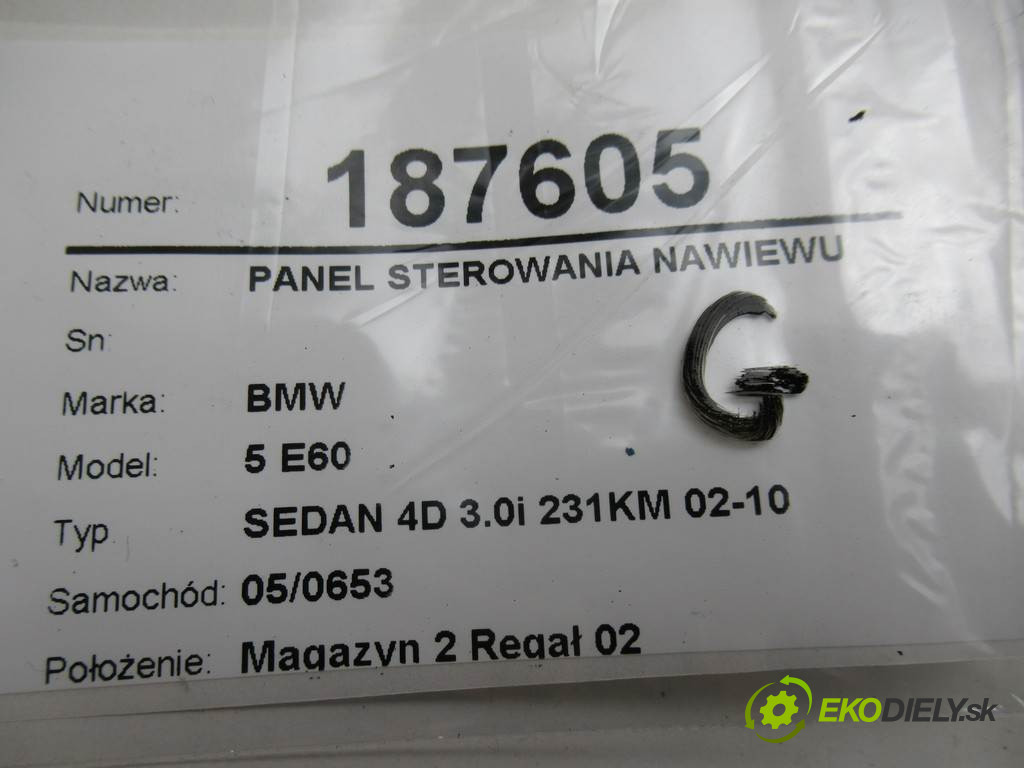 Numer: 187605
Nazwa: PANEL STEROWANIA NAWIEWU
Sn:
G
Marka: BMW
Model: 5 E60
Typ SEDAN 4D 3.0i 231KM 02-10
Samochód: 05/0653
Położenie: Magazyn 2 Regał 02
EKODIELY.sk